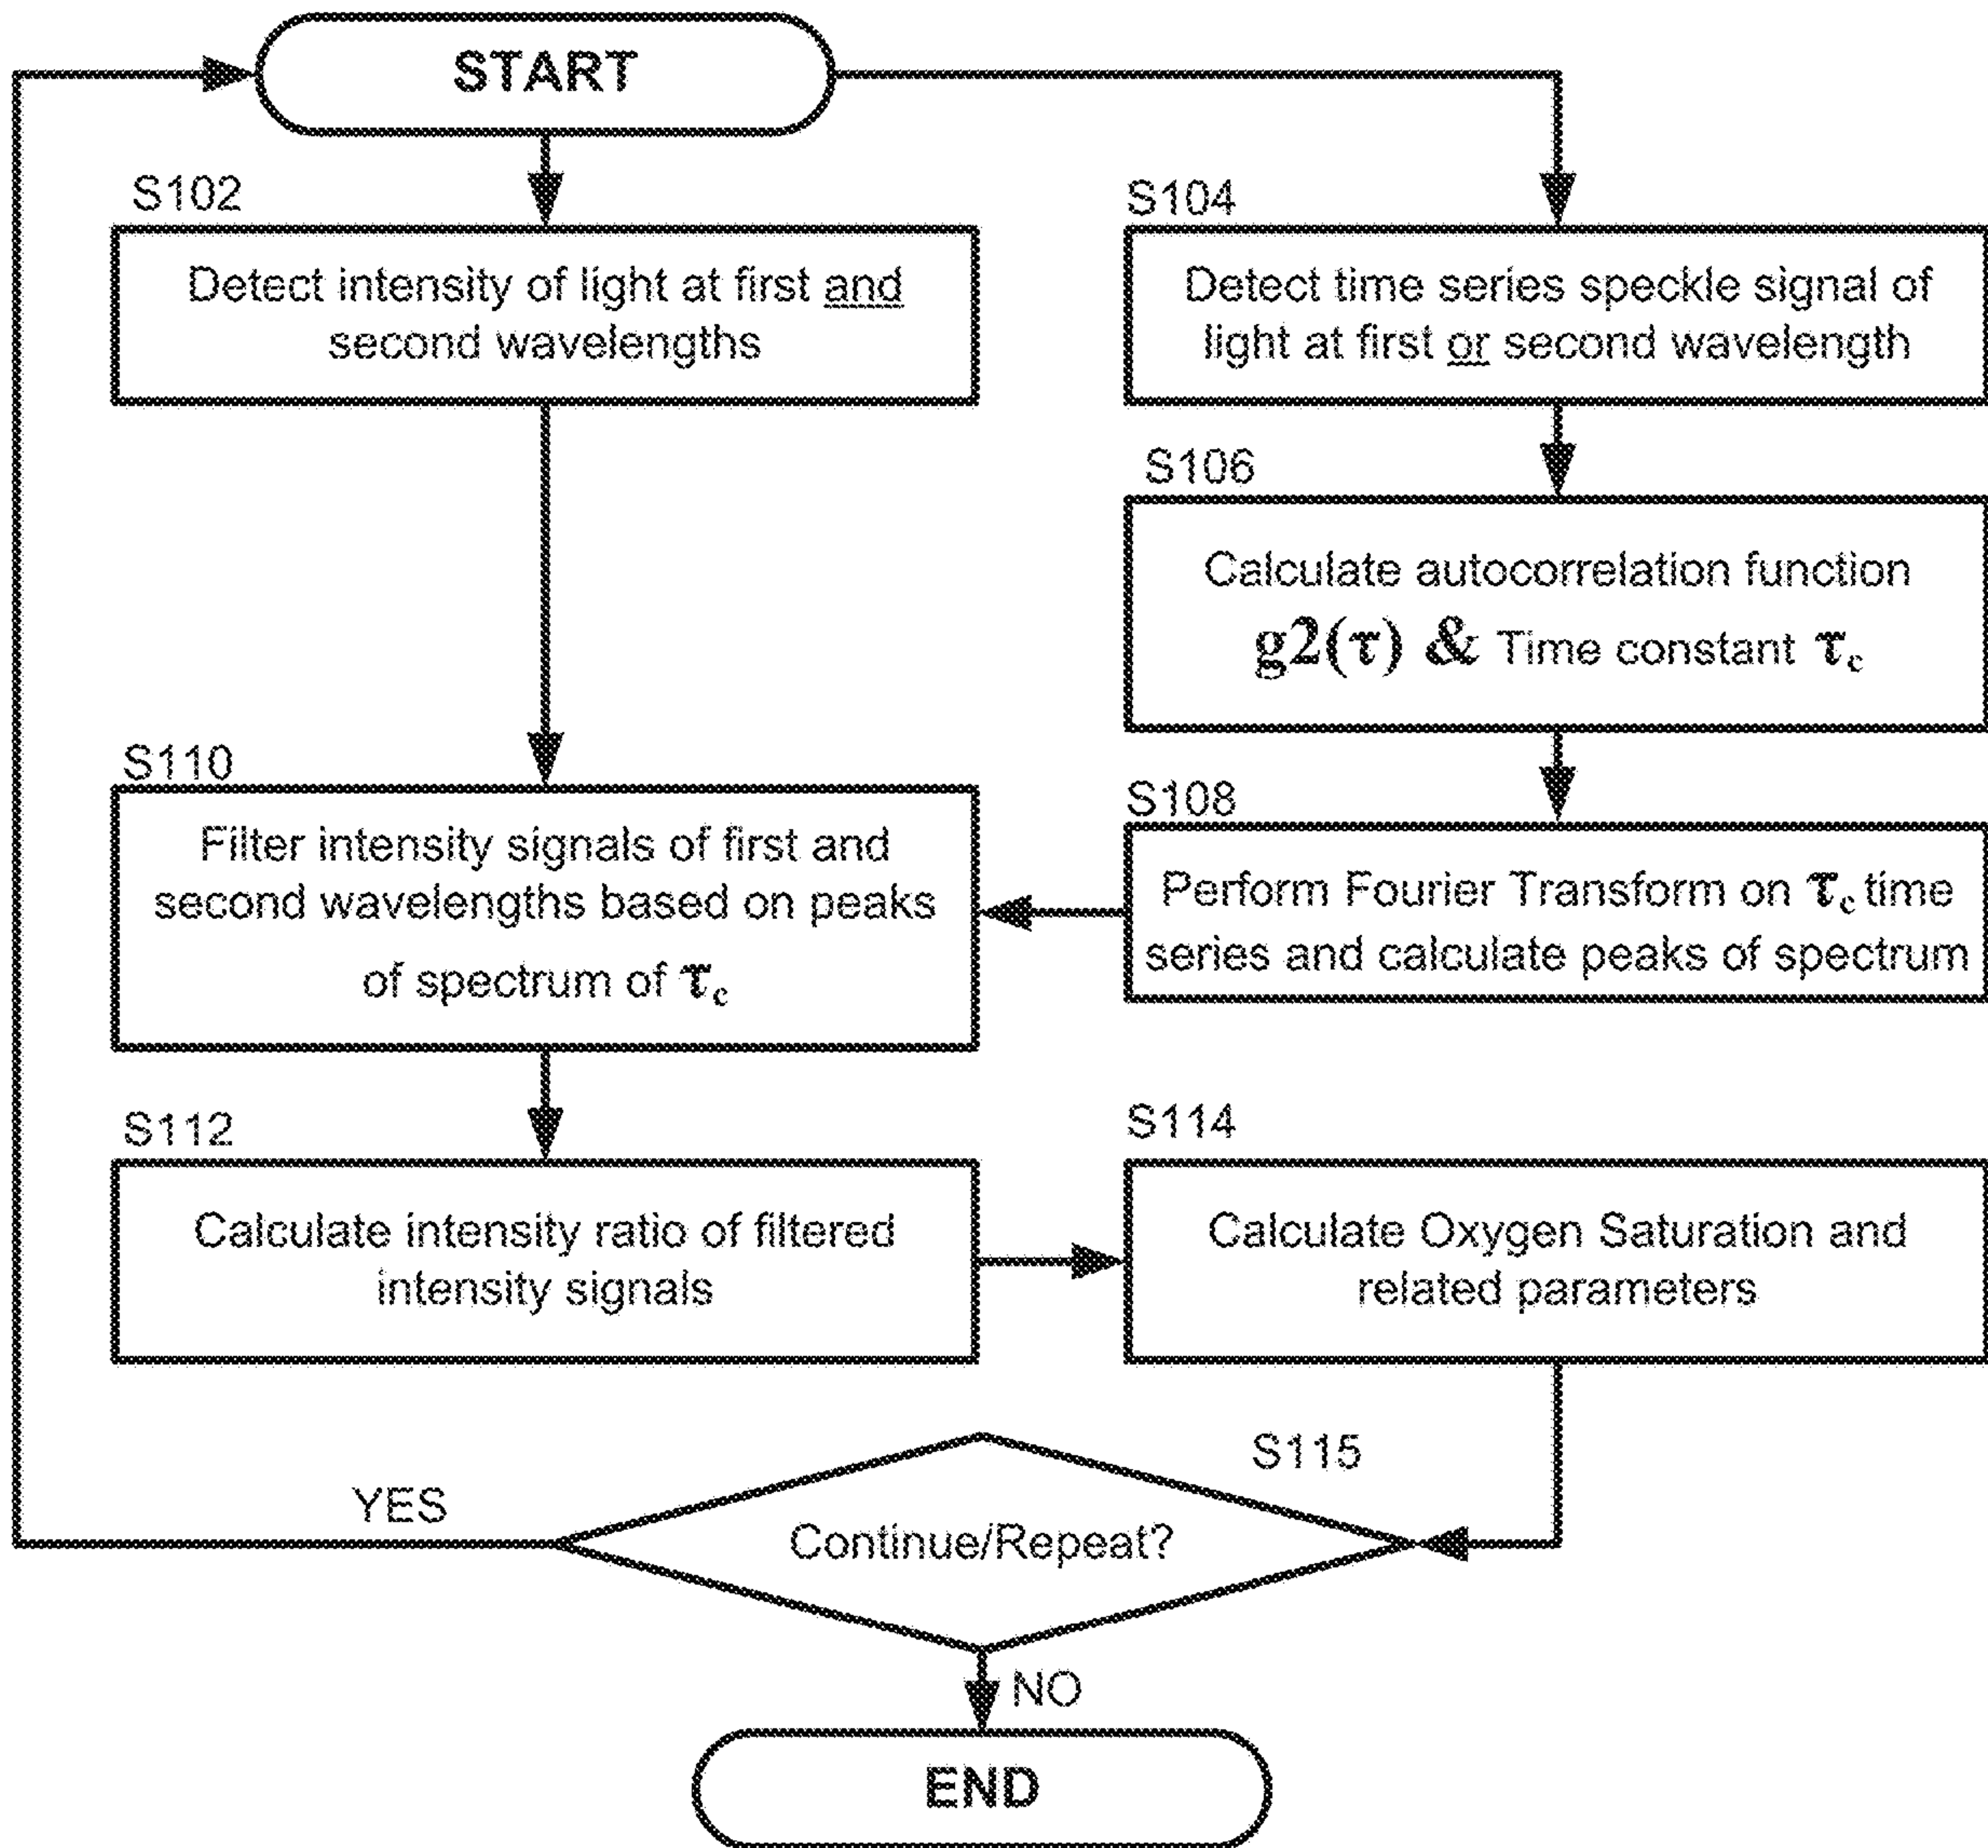 START
S102
Detect intensity of light at first and
second wavelengths
S104
Detect time series speckle signal of
light at first or second wavelength
S106
Calculate autocorrelation function
g2(τ) & Time constant τc
S110
Filter intensity signals of first and
second wavelengths based on peaks
of spectrum of τc
S108
Perform Fourier Transform on τc time
series and calculate peaks of spectrum
S112
Calculate intensity ratio of filtered
intensity signals
S114
Calculate Oxygen Saturation and
related parameters
S115
YES
Continue/Repeat?
NO
END